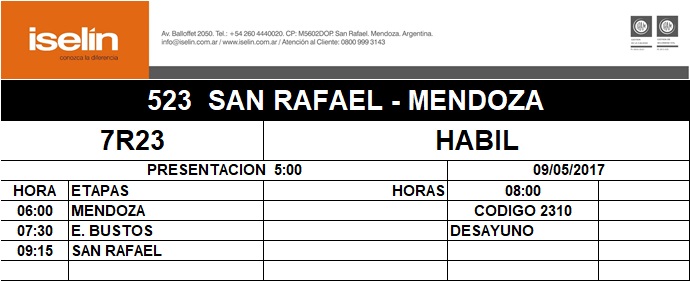 iselín
conozca la diferencia
Av. Balloffet 2050. Tel.: +54 260 4440020. CP: M5602DOP. San Rafael. Mendoza. Argentina.
info@iselin.com.ar / www.iselin.com.ar / Atención al Cliente: 0800 999 3143
523 SAN RAFAEL - MENDOZA
7R23 HABIL
PRESENTACION 5:00 09/05/2017
HORA ETAPAS HORAS 08:00
06:00 MENDOZA CODIGO 2310
07:30 E. BUSTOS DESAYUNO
09:15 SAN RAFAEL